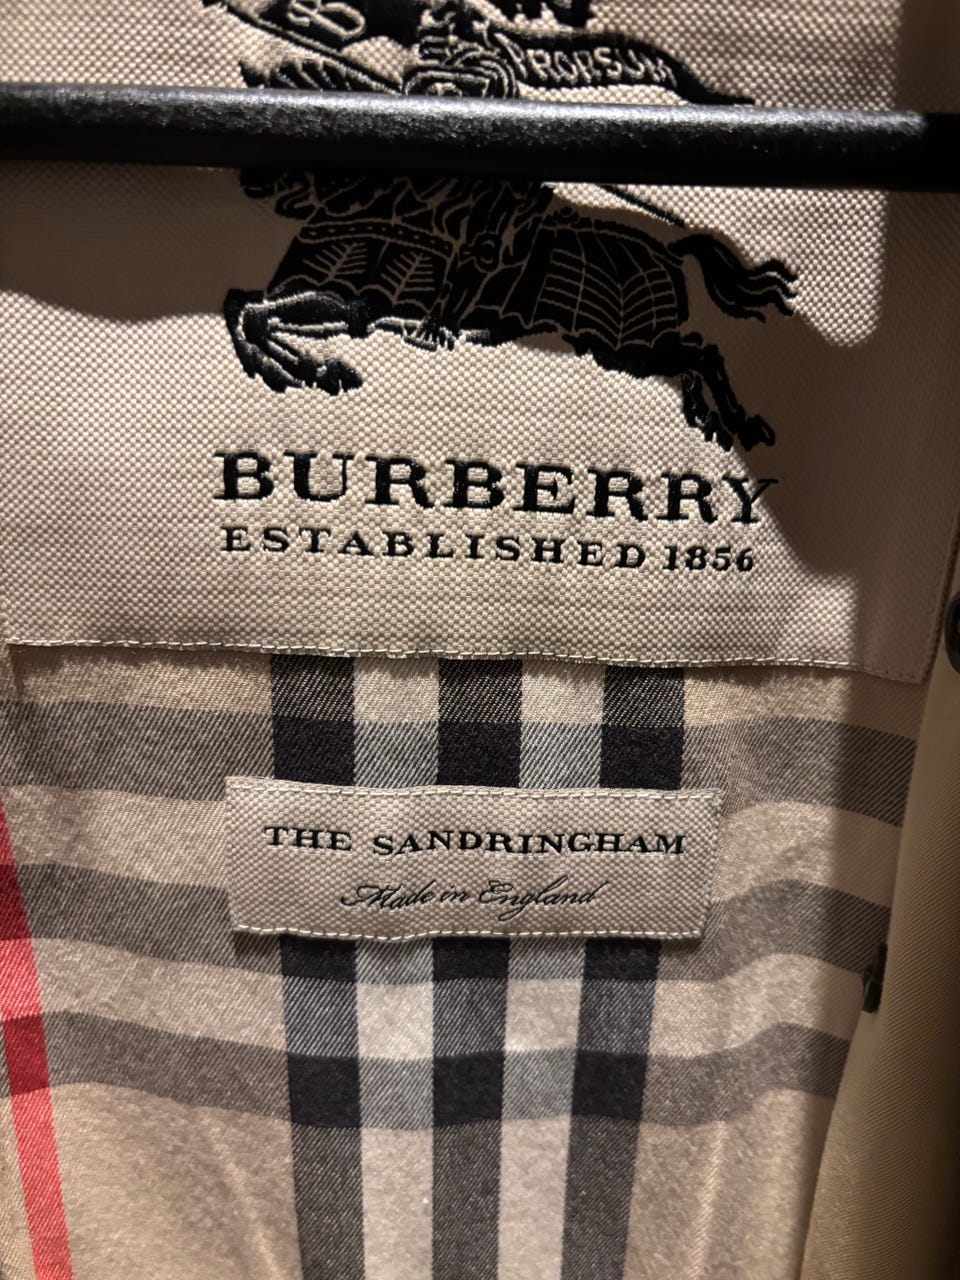 PRORSUM
BURBERRY
ESTABLISHED 1856
THE SANDRINGHAM
Made in England